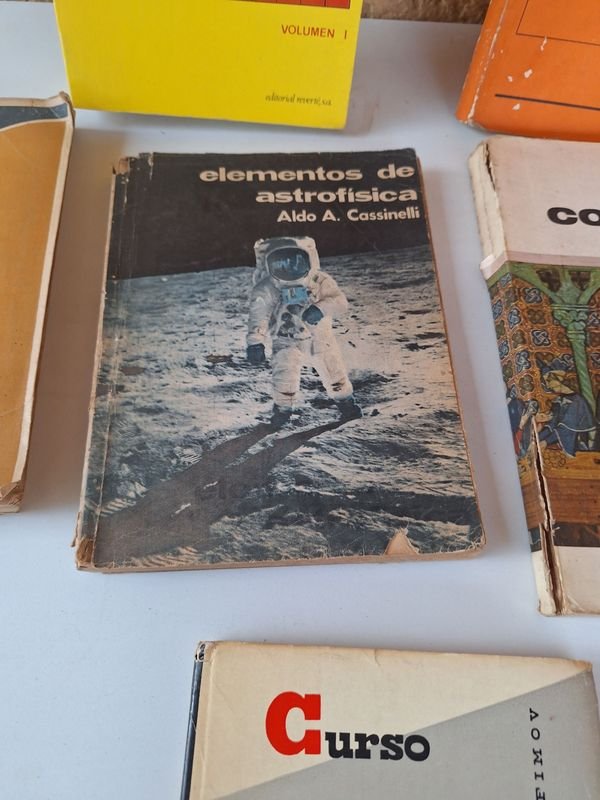 VOLUMEN I
editorial reverté, s.a.
elementos de
astrofísica
Aldo A. Cassinelli
CO
Curso